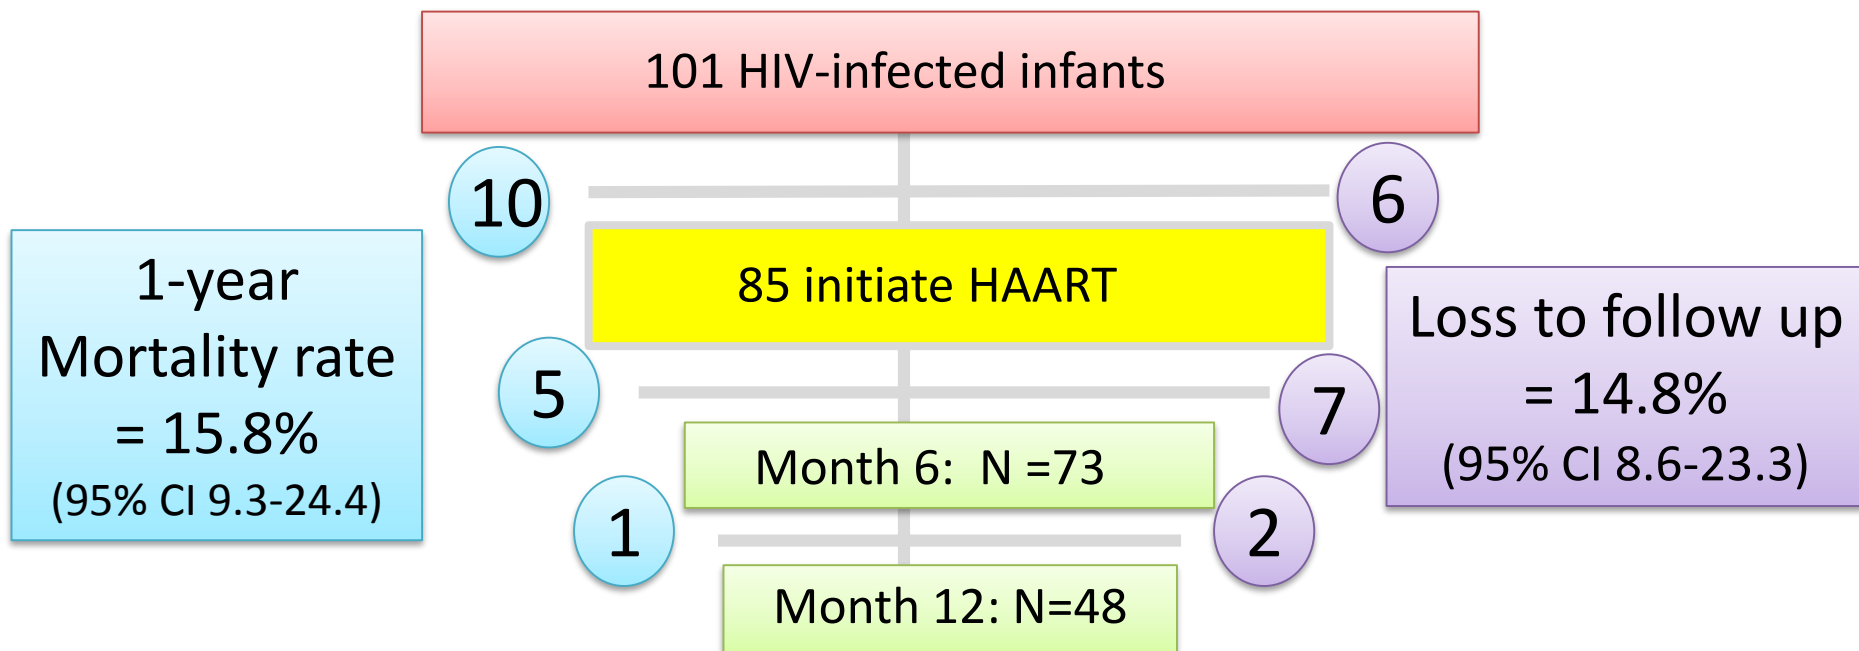 101 HIV-infected infants
10
6
1-year
Mortality rate
= 15.8%
(95% CI 9.3-24.4)
85 initiate HAART
Loss to follow up
= 14.8%
(95% CI 8.6-23.3)
5
7
Month 6:  N =73
1
2
Month 12: N=48